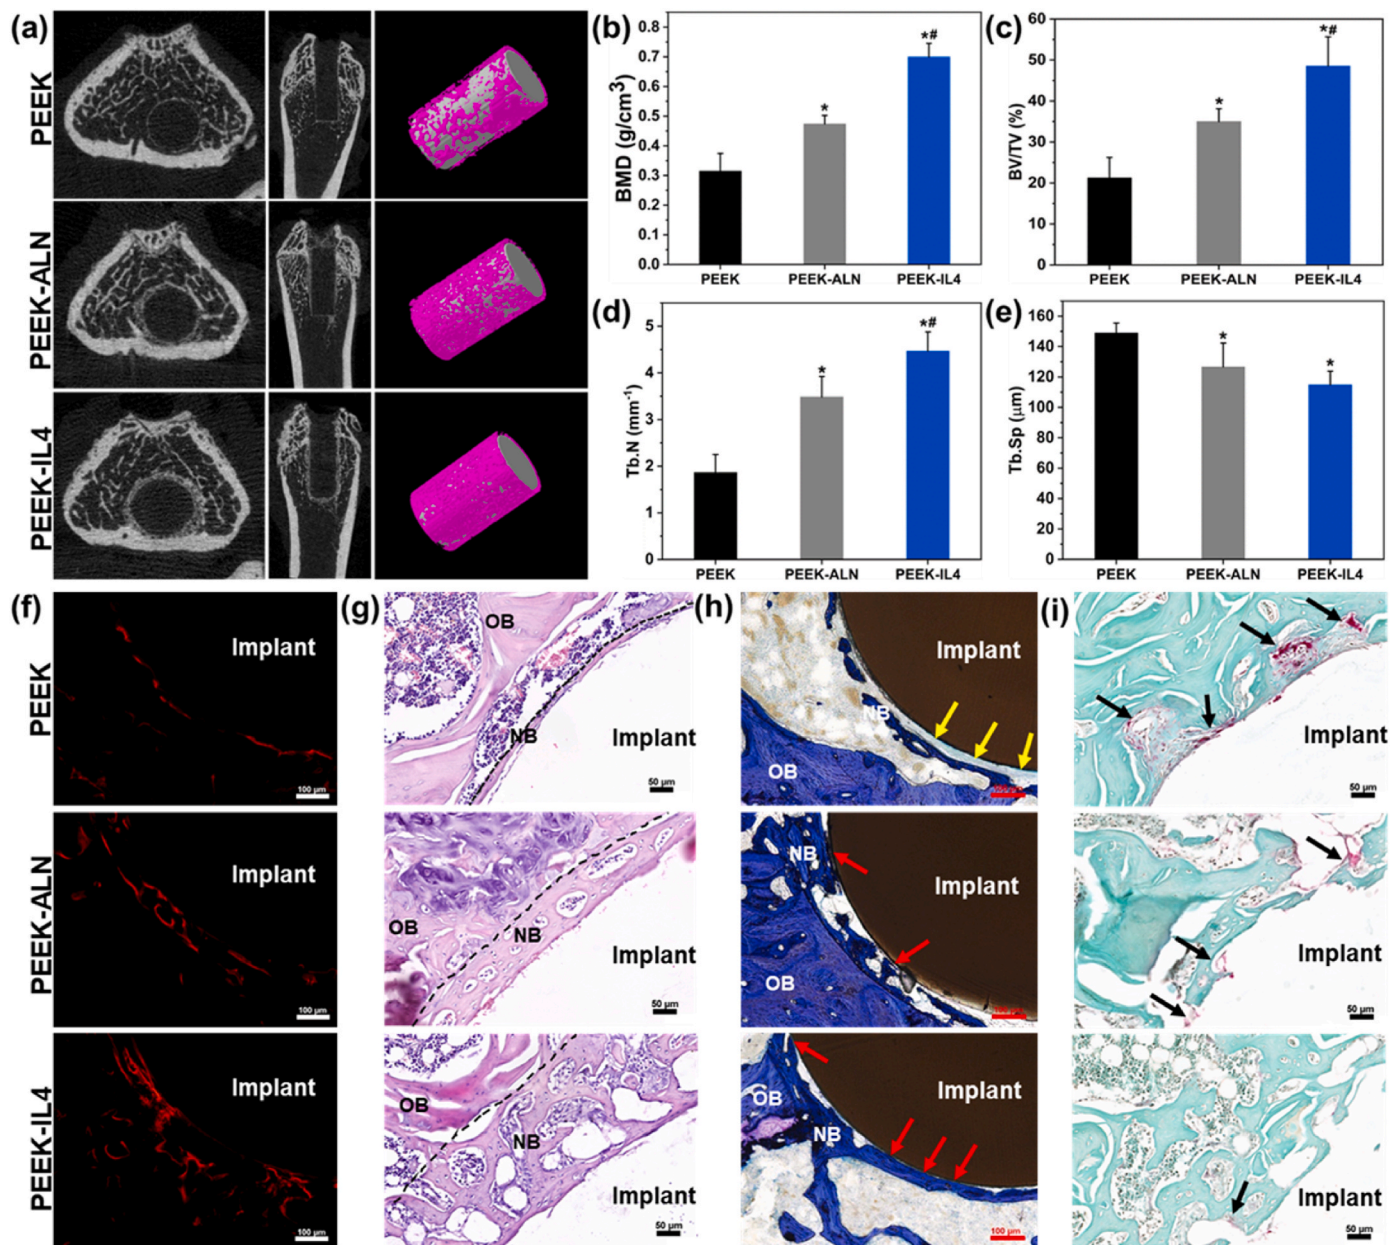 (a)
PEEK
PEEK-ALN
PEEK-IL4
(b)
BMD (g/cm³)
0.7
0.6
0.5
0.4
0.3
0.2
0.1
0.0
*
*#
PEEK
PEEK-ALN
PEEK-IL4
(c)
BV/TV (%)
60
50
40
30
20
10
0
*
*#
PEEK
PEEK-ALN
PEEK-IL4
(d)
Tb.N (mm⁻¹)
5
4
3
2
1
0
*
*#
PEEK
PEEK-ALN
PEEK-IL4
(e)
Tb.Sp (μm)
160
140
120
100
80
60
40
20
0
*
*
PEEK
PEEK-ALN
PEEK-IL4
(f)
PEEK
Implant
100 μm
PEEK-ALN
Implant
100 μm
PEEK-IL4
Implant
100 μm
(g)
OB
NB
Implant
50 μm
OB
NB
Implant
50 μm
OB
NB
Implant
50 μm
(h)
Implant
NB
OB
NB
Implant
OB
Implant
OB
NB
100 μm
(i)
Implant
50 μm
Implant
50 μm
Implant
50 μm